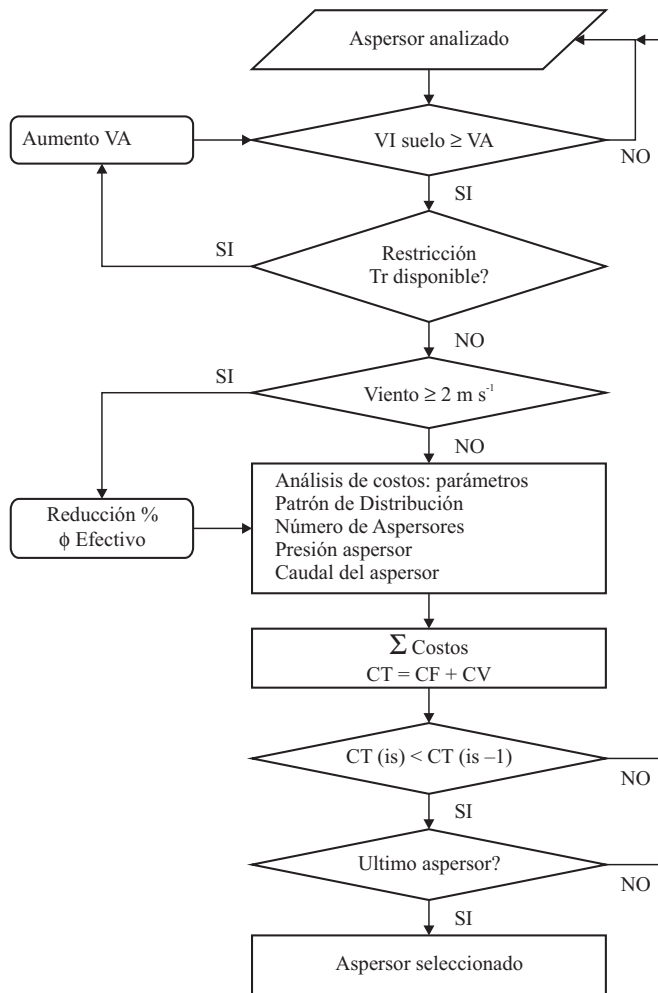 Aspersor analizado
Aumento VA
VI suelo ≥ VA
NO
SI
SI
Restricción
Tr disponible?
NO
SI
Viento ≥ 2 m s⁻¹
NO
Reducción %
ϕ Efectivo
Análisis de costos: parámetros
Patrón de Distribución
Número de Aspersores
Presión aspersor
Caudal del aspersor
Σ Costos
CT = CF + CV
CT (is) < CT (is –1)
NO
SI
Ultimo aspersor?
NO
SI
Aspersor seleccionado